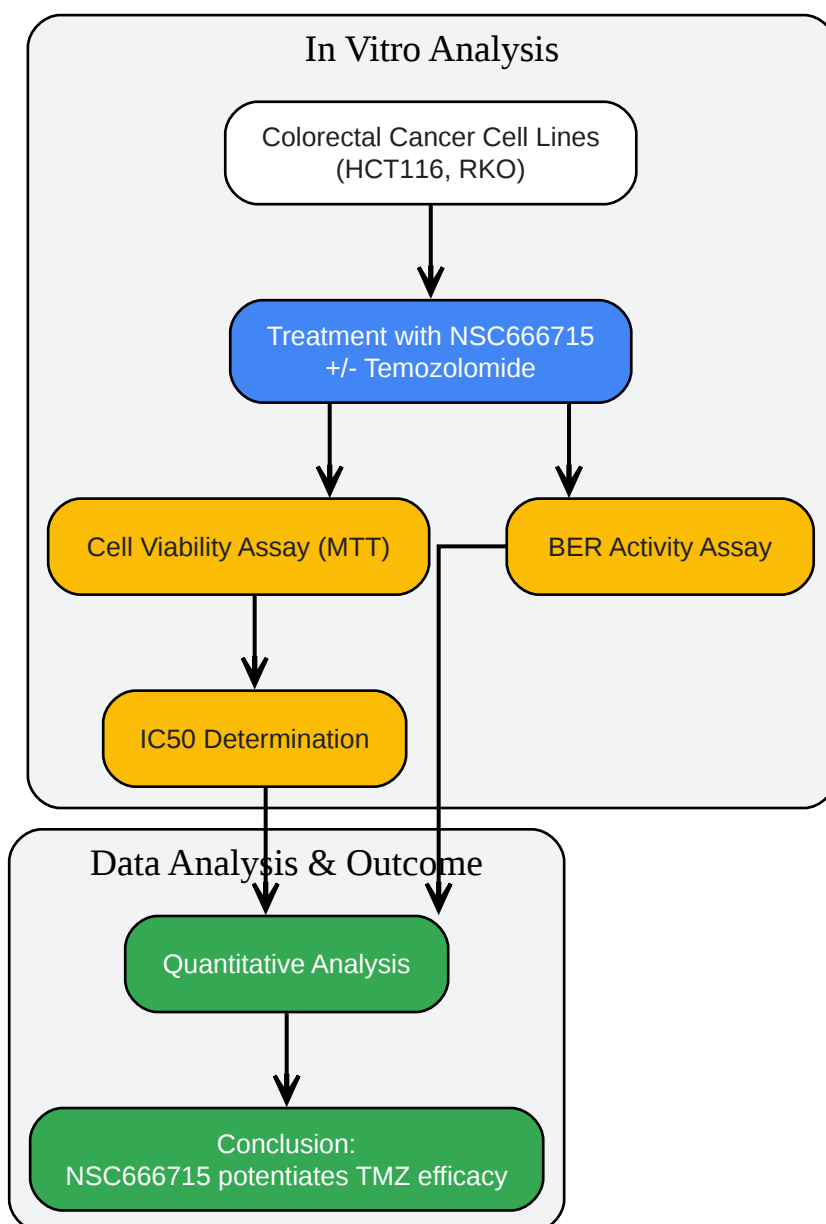 In Vitro Analysis
Colorectal Cancer Cell Lines
(HCT116, RKO)
Treatment with NSC666715
+/- Temozolomide
Cell Viability Assay (MTT)
BER Activity Assay
IC50 Determination
Data Analysis & Outcome
Quantitative Analysis
Conclusion:
NSC666715 potentiates TMZ efficacy